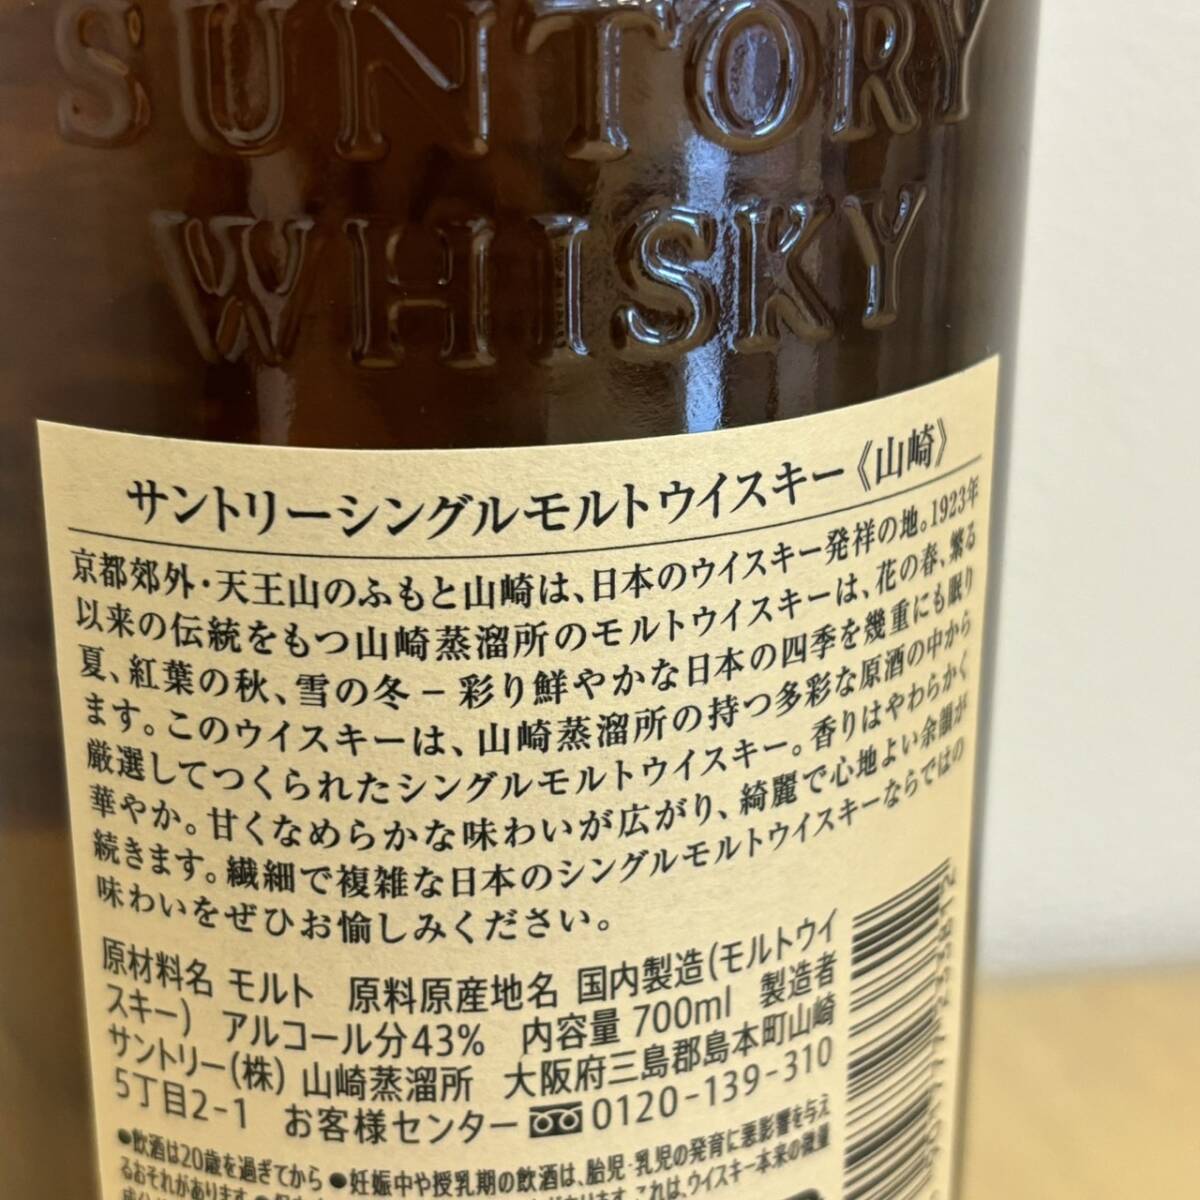 SUNTORY
WHISKY
サントリーシングルモルトウイスキー《山崎》
京都郊外・天王山のふもと山崎は、日本のウイスキー発祥の地。1923年
以来の伝統をもつ山崎蒸溜所のモルトウイスキーは、花の春、繁る
夏、紅葉の秋、雪の冬−彩り鮮やかな日本の四季を幾重にも眠り
ます。このウイスキーは、山崎蒸溜所の持つ多彩な原酒の中から
厳選してつくられたシングルモルトウイスキー。香りはやわらかく
華やか。甘くなめらかな味わいが広がり、綺麗で心地よい余韻が
続きます。繊細で複雑な日本のシングルモルトウイスキーならではの
味わいをぜひお愉しみください。
原材料名 モルト 原料原産地名 国内製造(モルトウイ
スキー) アルコール分43% 内容量 700ml 製造者
サントリー(株) 山崎蒸溜所 大阪府三島郡島本町山崎
5丁目2-1 お客様センター 0120-139-310
●飲酒は20歳を過ぎてから ●妊娠中や授乳期の飲酒は、胎児・乳児の発育に悪影響を与え
るおそれがあります。 これは、ウイスキー本来の微量